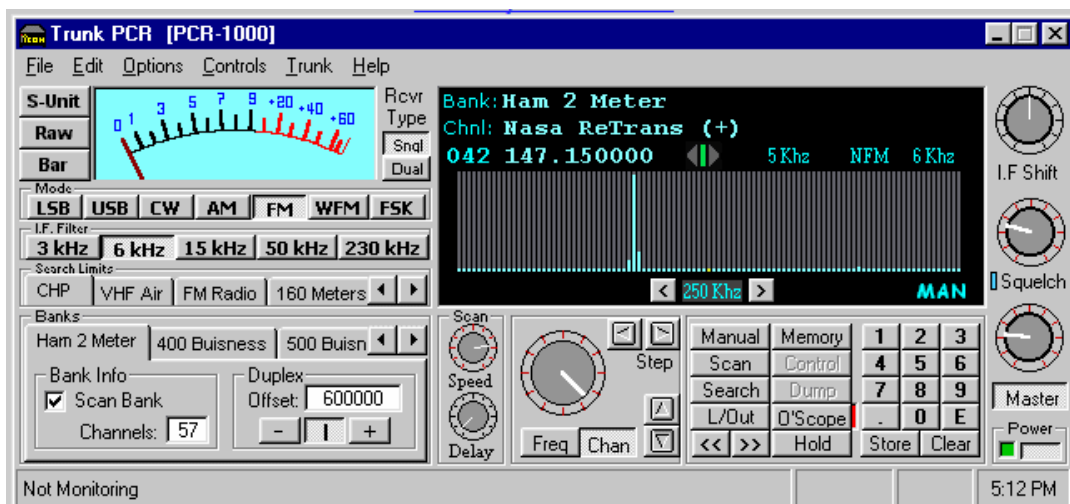 Trunk PCR [PCR-1000]
File Edit Options Controls Trunk Help
S-Unit
Raw
Bar
0 1 3 5 7 9 +20 +40 +60
Rcvr
Type
Sngl
Dual
Bank: Ham 2 Meter
Chnl: Nasa ReTrans (+)
042 147.150000 5 Khz NFM 6 Khz
< 250 Khz > MAN
I.F Shift
Squelch
Master
Power
Mode
LSB USB CW AM FM WFM FSK
I.F. Filter
3 kHz 6 kHz 15 kHz 50 kHz 230 kHz
Search Limits
CHP VHF Air FM Radio 160 Meters
Banks
Ham 2 Meter 400 Buisness 500 Buisn
Bank Info
Scan Bank
Channels: 57
Duplex
Offset: 600000
- I +
Scan
Speed
Delay
< >
Step
Freq Chan
Manual Memory 1 2 3
Scan Control 4 5 6
Search Dump 7 8 9
L/Out O'Scope . 0 E
<< >> Hold Store Clear
Not Monitoring 5:12 PM